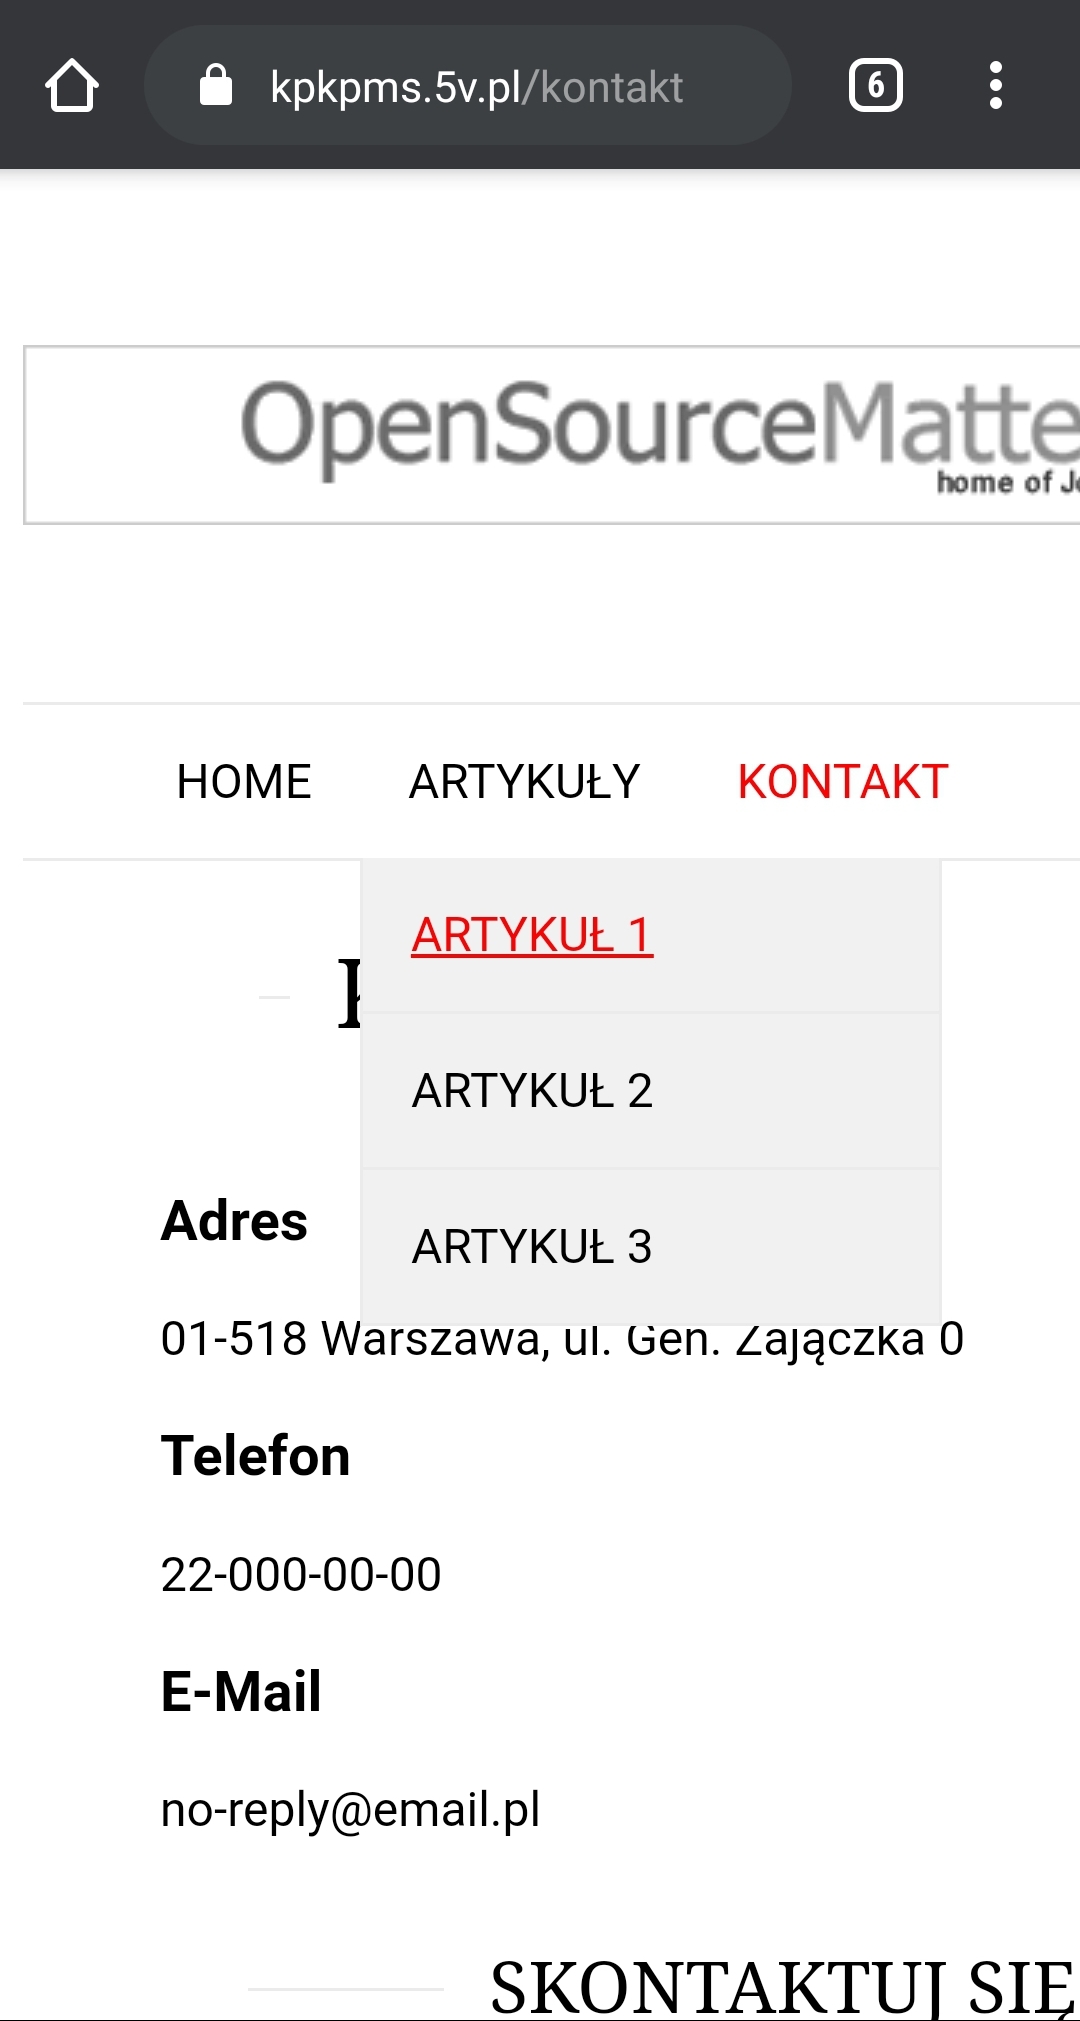 kpkpms.5v.pl/kontakt
6
OpenSourceMatte
home of J
HOME ARTYKUŁY KONTAKT
ARTYKUŁ 1
K
ARTYKUŁ 2
ARTYKUŁ 3
Adres
01-518 Warszawa, ul. Gen. Zajączka 0
Telefon
22-000-00-00
E-Mail
no-reply@email.pl
SKONTAKTUJ SIĘ